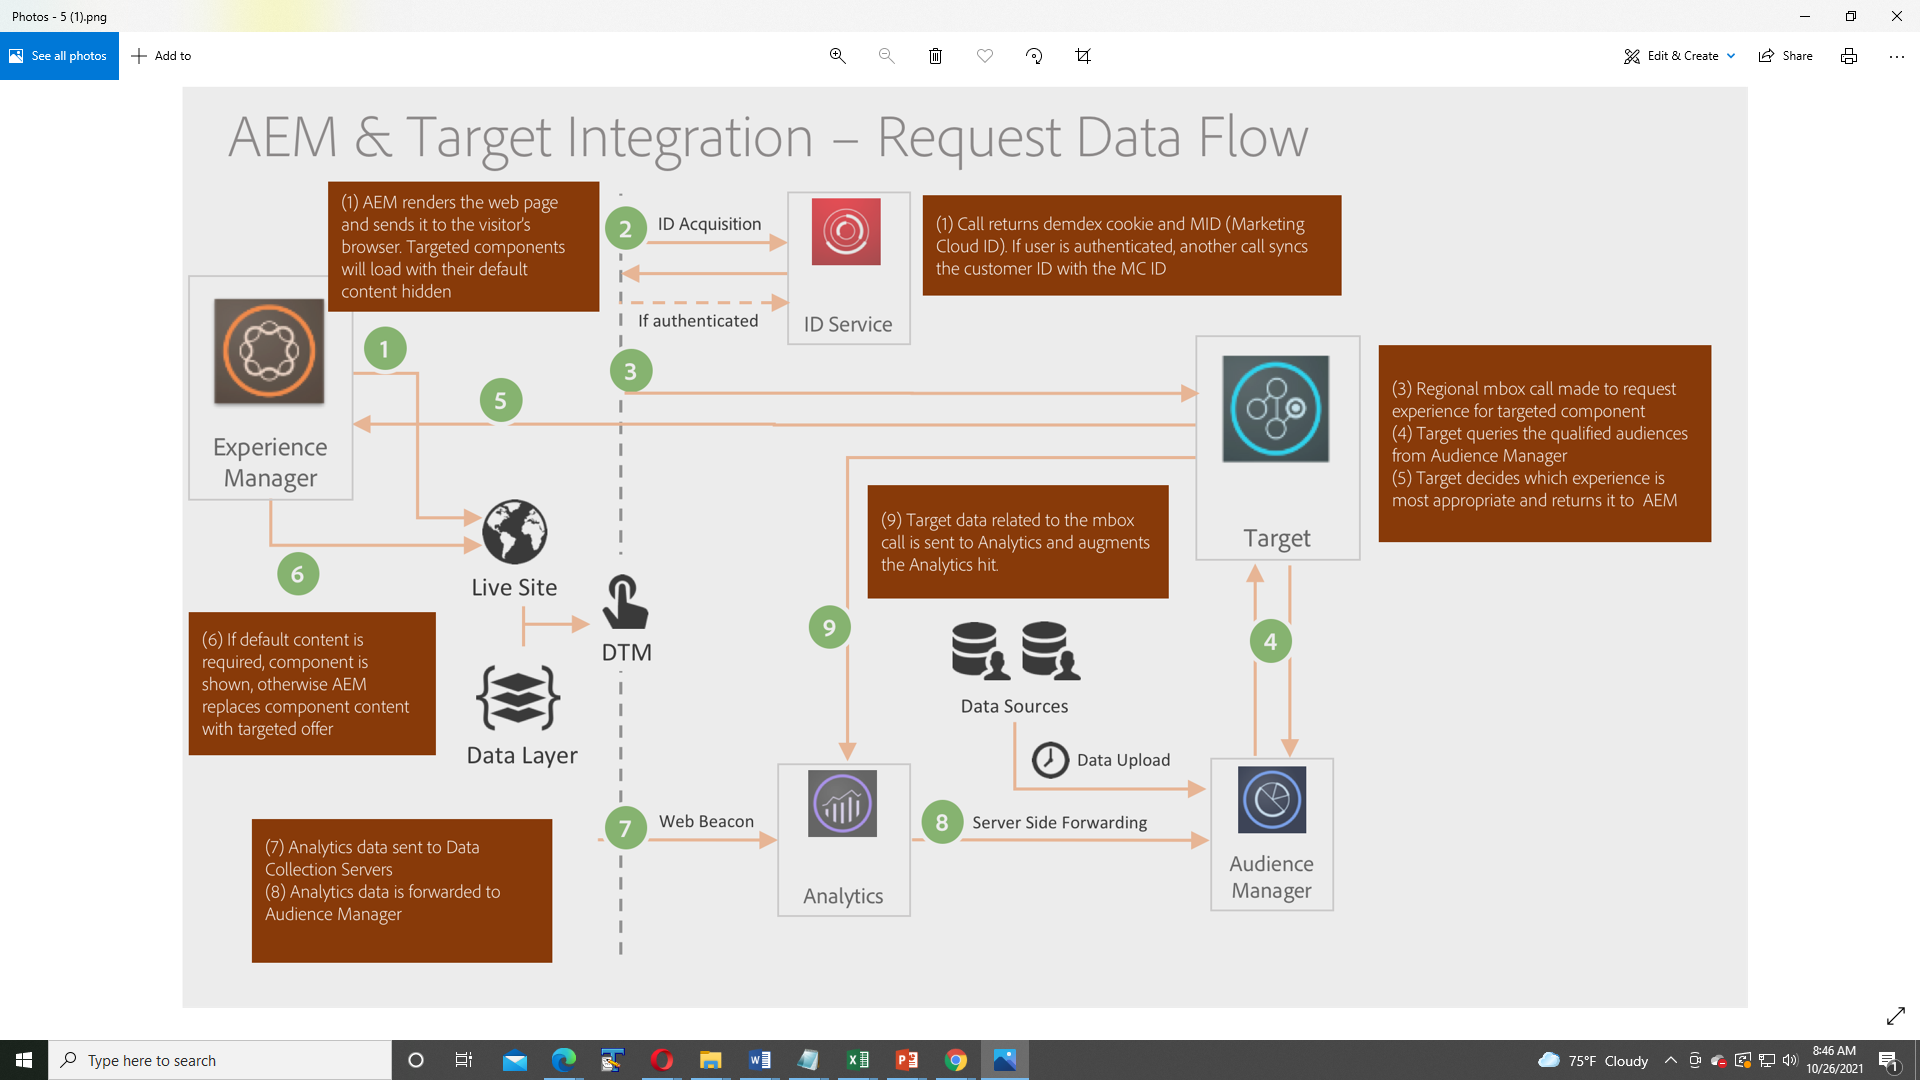 Photos - 5 (1).png
See all photos
Add to
Edit & Create
Share
AEM & Target Integration – Request Data Flow
(1) AEM renders the web page
and sends it to the visitor's
browser. Targeted components
will load with their default
content hidden
2
ID Acquisition
If authenticated
ID Service
(1) Call returns demdex cookie and MID (Marketing
Cloud ID). If user is authenticated, another call syncs
the customer ID with the MC ID
Experience
Manager
1
3
5
Target
(3) Regional mbox call made to request
experience for targeted component
(4) Target queries the qualified audiences
from Audience Manager
(5) Target decides which experience is
most appropriate and returns it to  AEM
(9) Target data related to the mbox
call is sent to Analytics and augments
the Analytics hit.
6
Live Site
DTM
9
4
(6) If default content is
required, component is
shown, otherwise AEM
replaces component content
with targeted offer
Data Layer
Data Sources
Data Upload
7
Web Beacon
8
Server Side Forwarding
Analytics
Audience
Manager
(7) Analytics data sent to Data
Collection Servers
(8) Analytics data is forwarded to
Audience Manager
Type here to search
75°F Cloudy
8:46 AM
10/26/2021
1